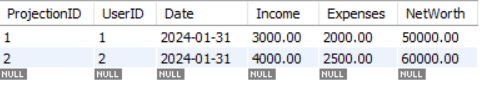 ProjectionID UserID Date Income Expenses NetWorth
1 1 2024-01-31 3000.00 2000.00 50000.00
2 2 2024-01-31 4000.00 2500.00 60000.00
NULL NULL NULL NULL NULL NULL